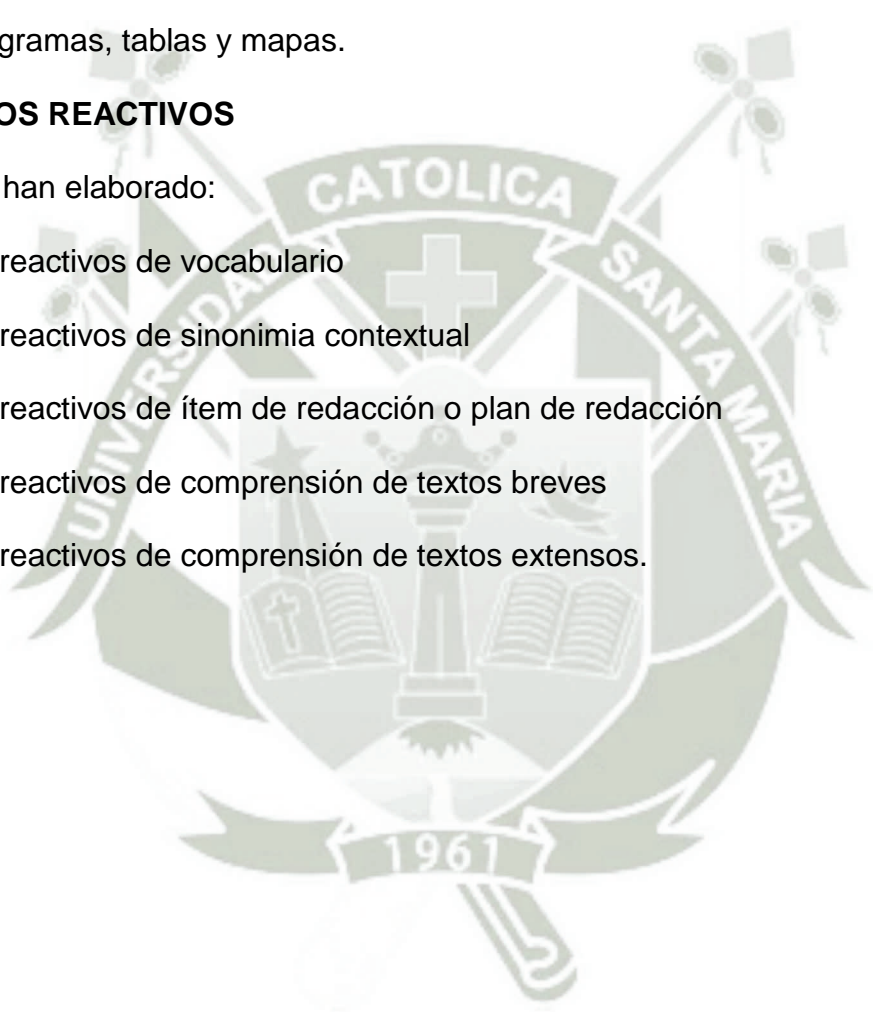 gramas, tablas y mapas.
OS REACTIVOS
han elaborado:
reactivos de vocabulario
reactivos de sinonimia contextual
reactivos de ítem de redacción o plan de redacción
reactivos de comprensión de textos breves
reactivos de comprensión de textos extensos.
UNIVERSIDAD CATOLICA SANTA MARIA
1961